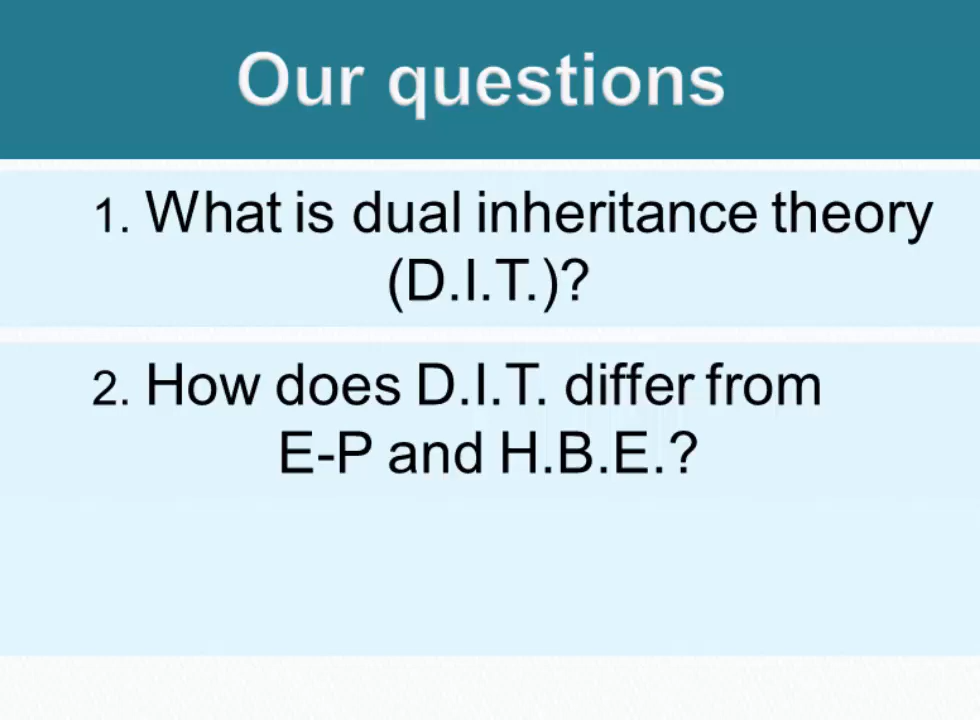 Our questions
1. What is dual inheritance theory
(D.I.T.)?
2. How does D.I.T. differ from
E-P and H.B.E.?